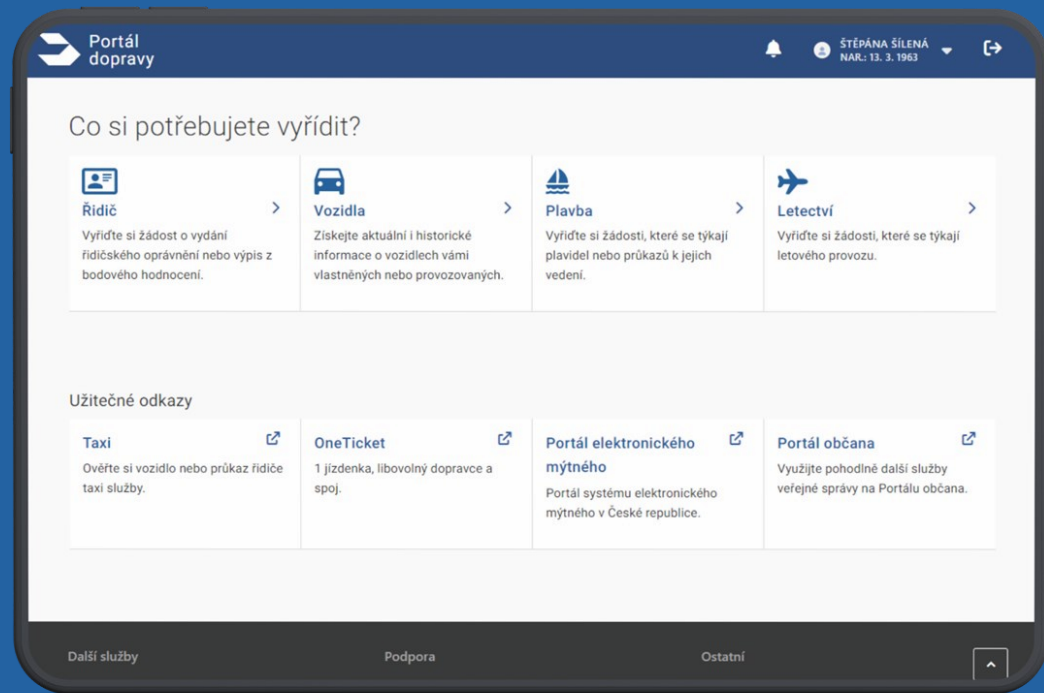 Portál
dopravy
ŠTĚPÁNA ŠÍLENÁ
NAR.: 13. 3. 1963
Co si potřebujete vyřídit?
Řidič
Vyřiďte si žádost o vydání
řidičského oprávnění nebo výpis z
bodového hodnocení.
Vozidla
Získejte aktuální i historické
informace o vozidlech vámi
vlastněných nebo provozovaných.
Plavba
Vyřiďte si žádosti, které se týkají
plavidel nebo průkazů k jejich
vedení.
Letectví
Vyřiďte si žádosti, které se týkají
letového provozu.
Užitečné odkazy
Taxi
Ověřte si vozidlo nebo průkaz řidiče
taxi služby.
OneTicket
1 jízdenka, libovolný dopravce a
spoj.
Portál elektronického
mýtného
Portál systému elektronického
mýtného v České republice.
Portál občana
Využijte pohodlně další služby
veřejné správy na Portálu občana.
Další služby
Podpora
Ostatní